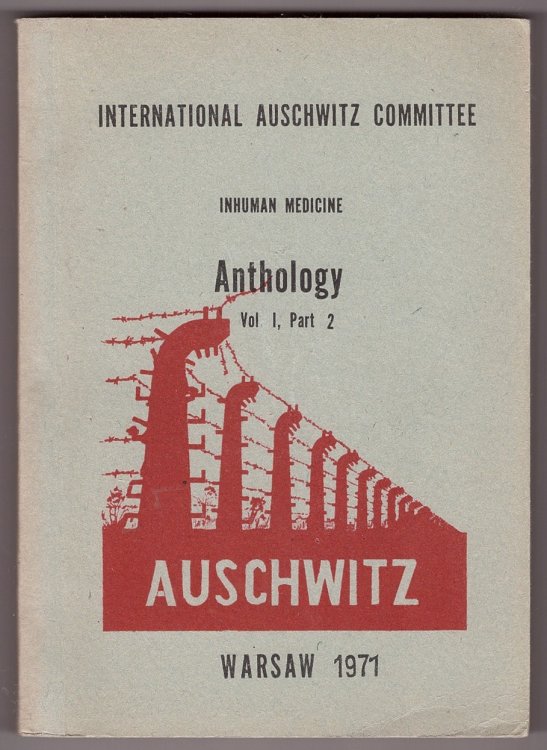 INTERNATIONAL AUSCHWITZ COMMITTEE
INHUMAN MEDICINE
Anthology
Vol I, Part 2
AUSCHWITZ
WARSAW 1971